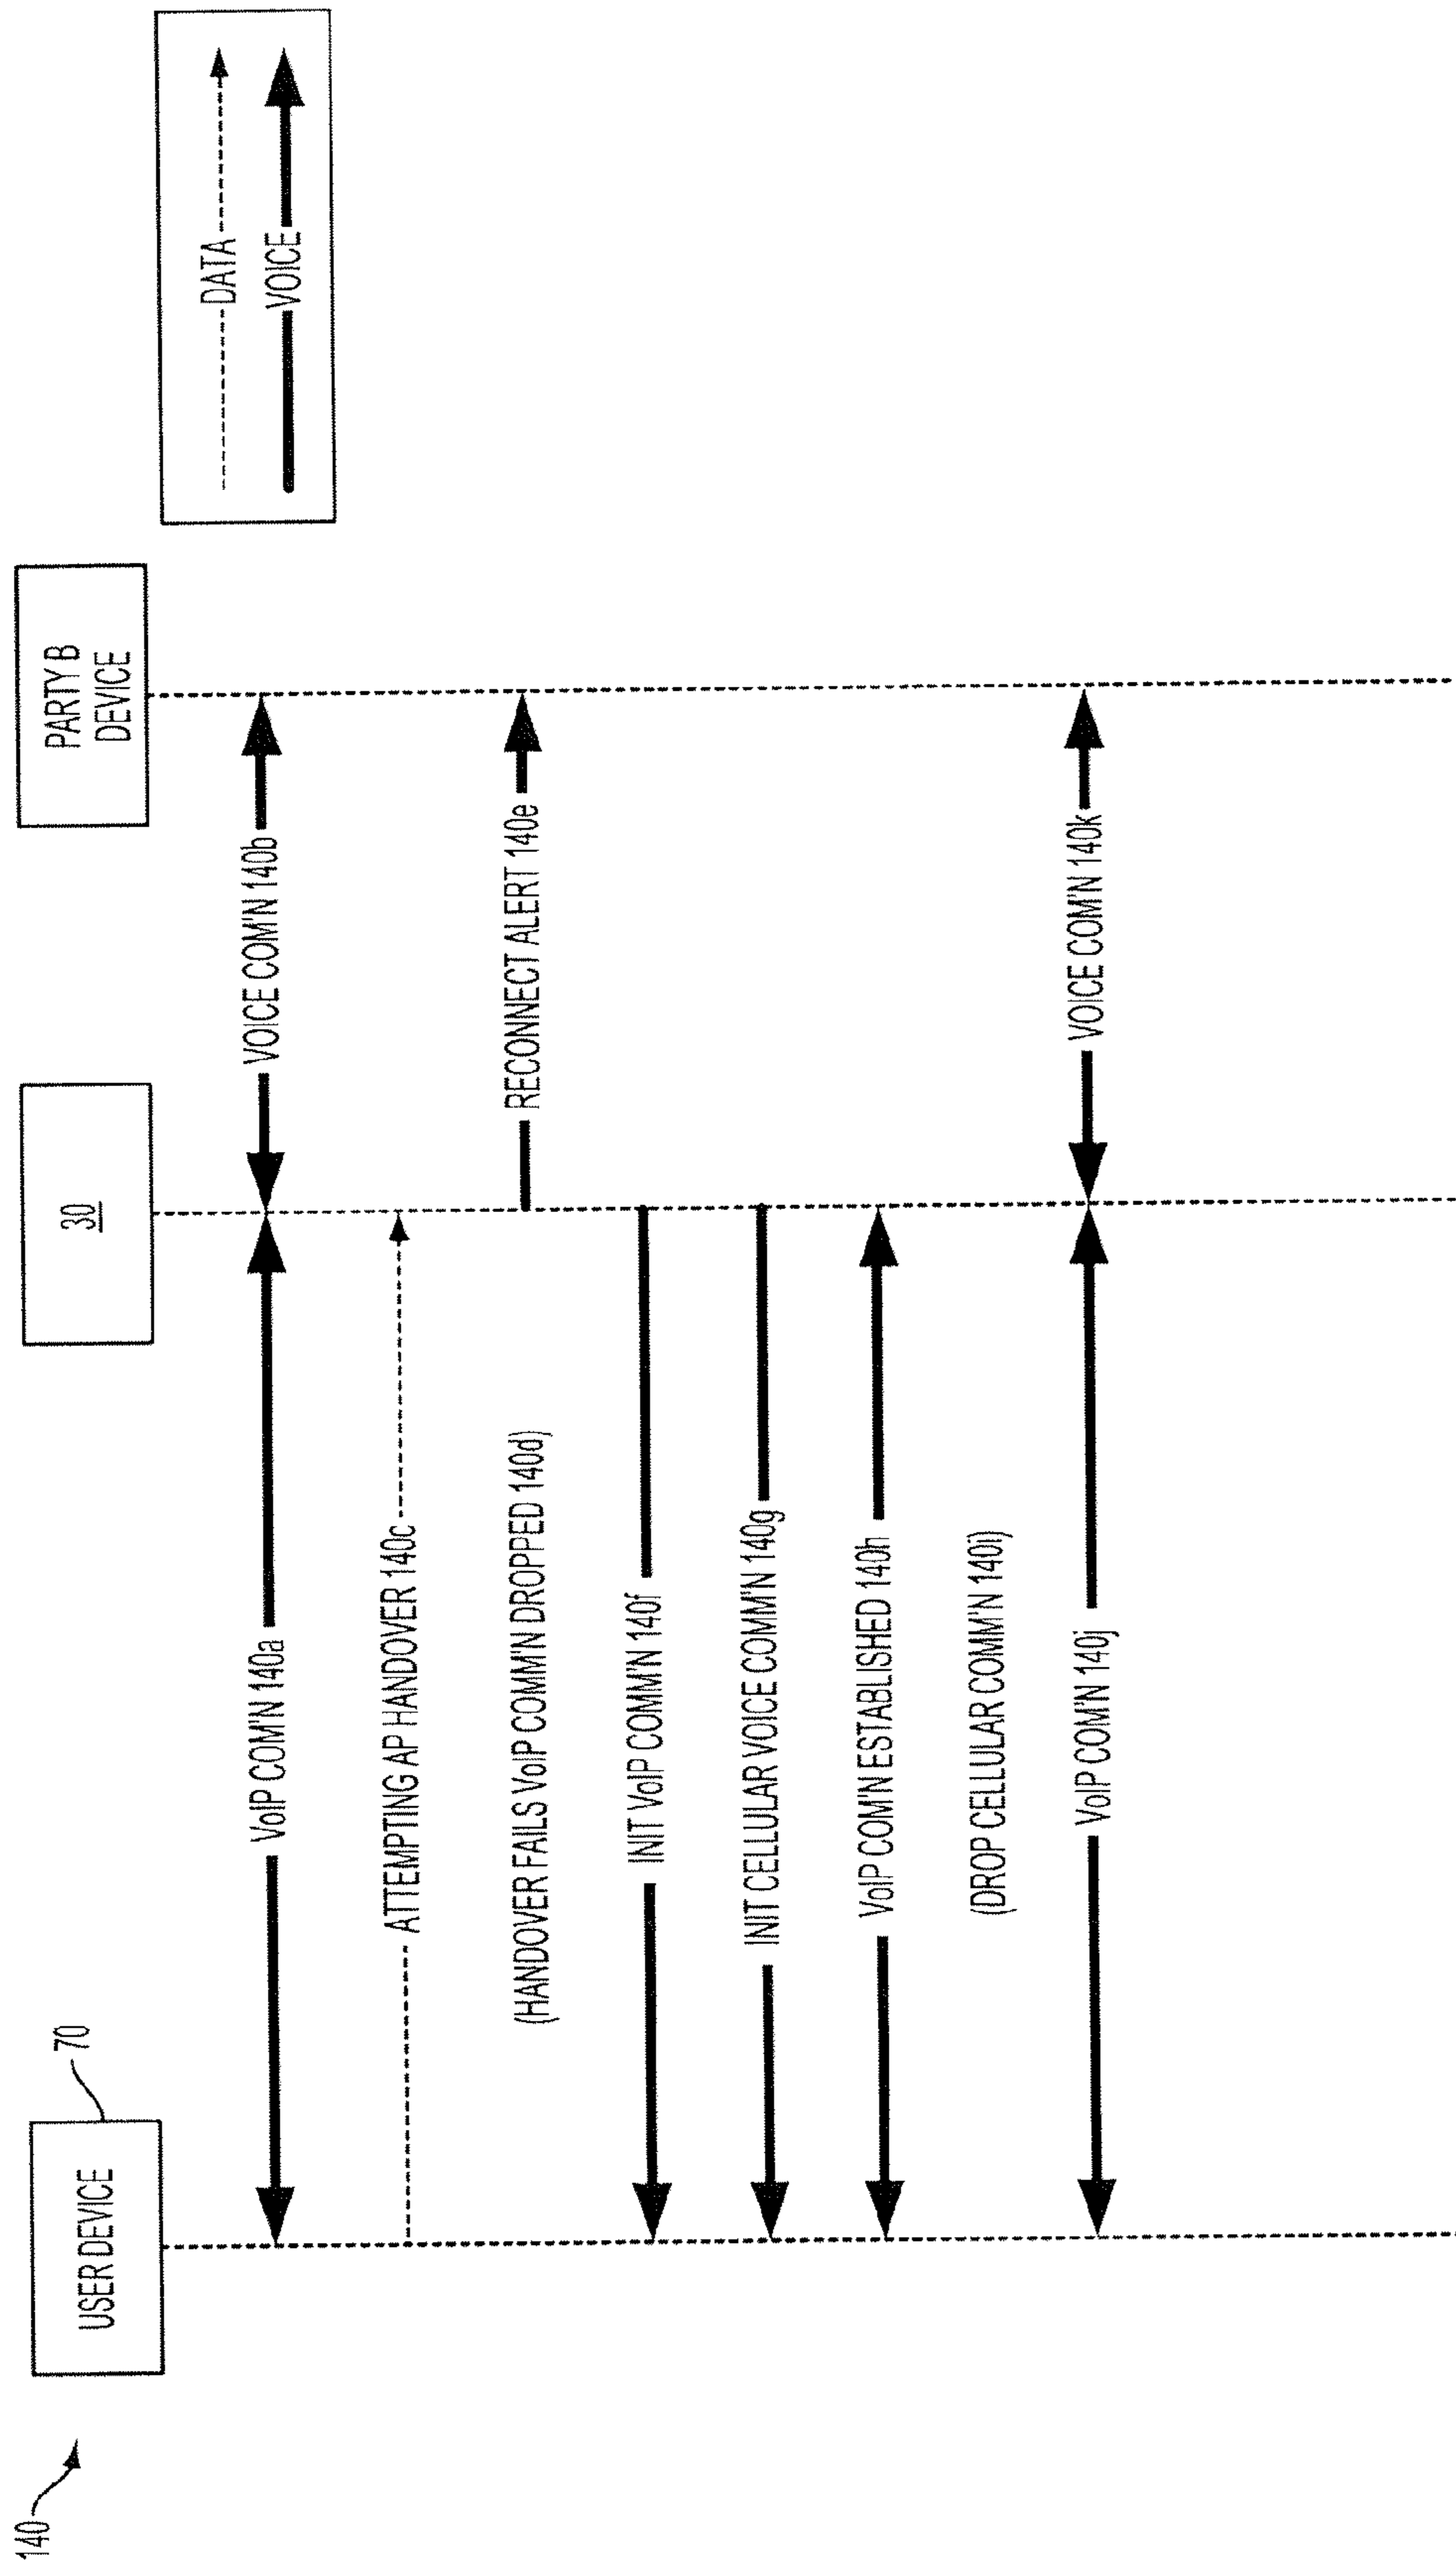 140
USER DEVICE
70
30
PARTY B
DEVICE
DATA
VOICE
VoIP COM'N 140a
VOICE COM'N 140b
ATTEMPTING AP HANDOVER 140c
(HANDOVER FAILS VoIP COMM'N DROPPED 140d)
RECONNECT ALERT 140e
INIT VoIP COMM'N 140f
INIT CELLULAR VOICE COMM'N 140g
VoIP COM'N ESTABLISHED 140h
(DROP CELLULAR COMM'N 140i)
VoIP COM'N 140j
VOICE COM'N 140k